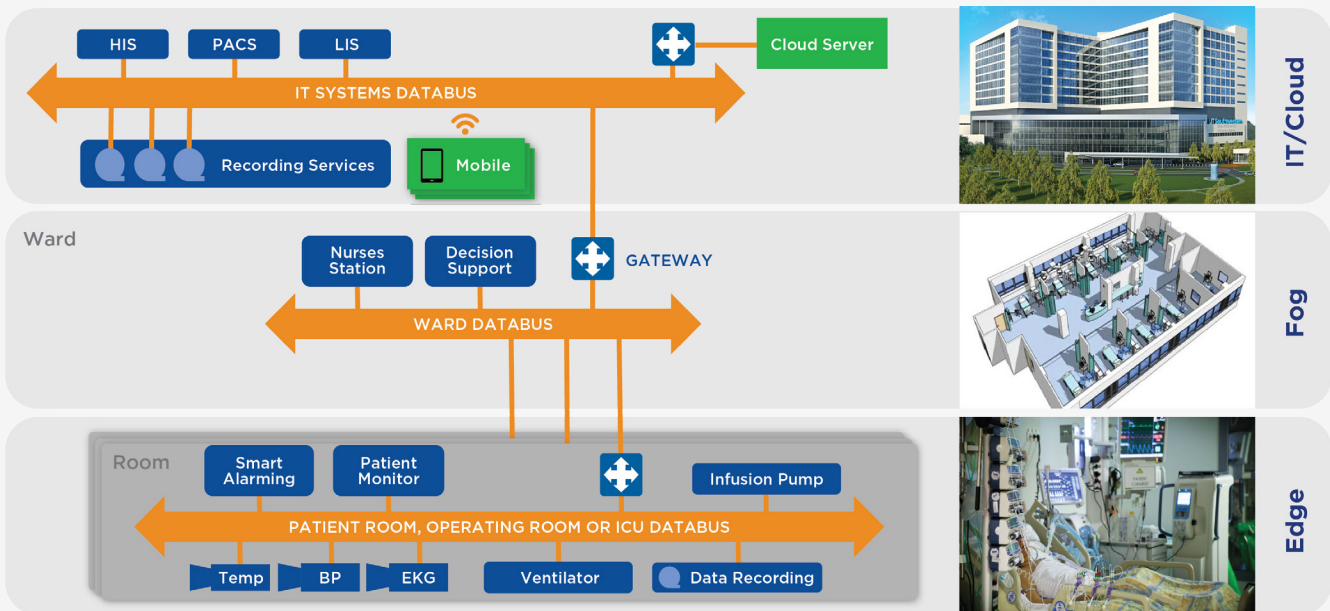 HIS
PACS
LIS
Cloud Server
IT SYSTEMS DATABUS
Recording Services
Mobile
IT/Cloud
Ward
Nurses
Station
Decision
Support
GATEWAY
WARD DATABUS
Fog
Room
Smart
Alarming
Patient
Monitor
Infusion Pump
PATIENT ROOM, OPERATING ROOM OR ICU DATABUS
Temp
BP
EKG
Ventilator
Data Recording
Edge